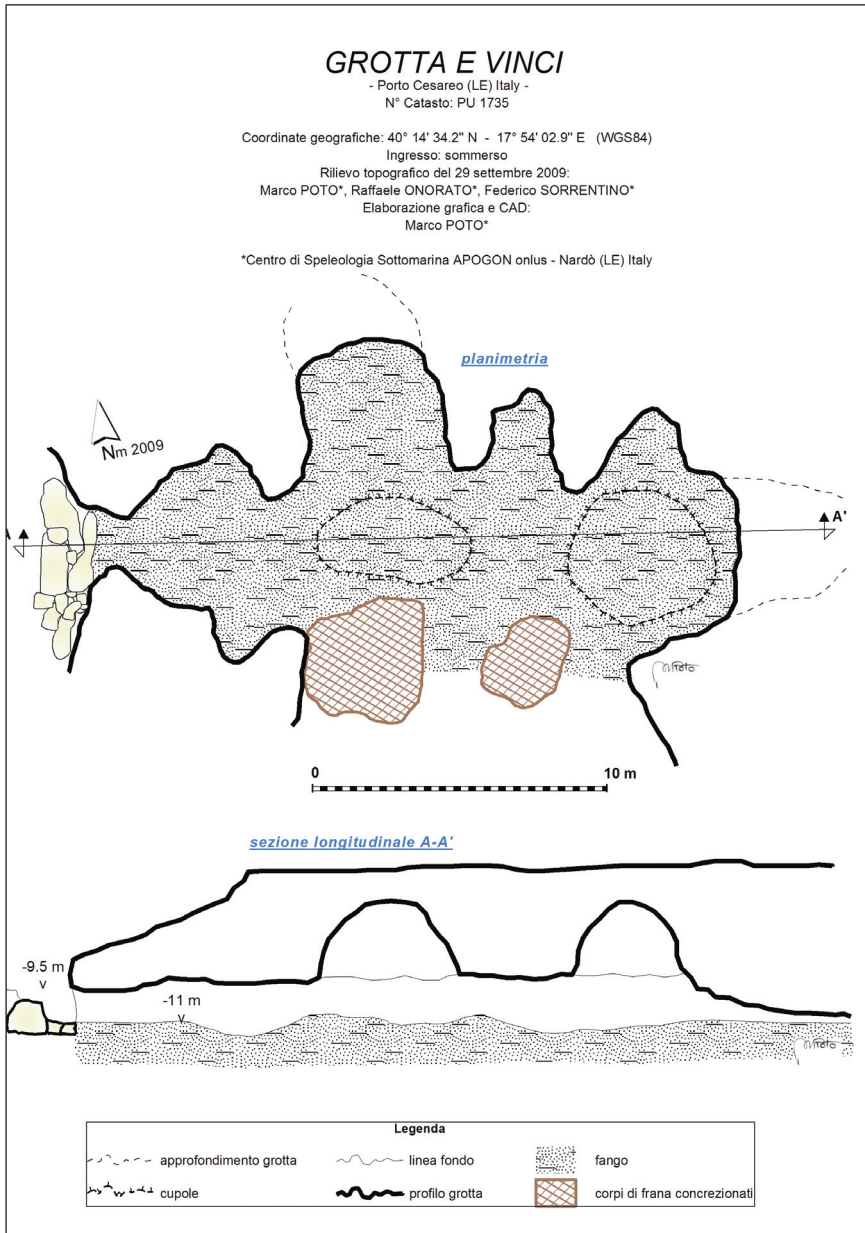 GROTTA E VINCI
- Porto Cesareo (LE) Italy -
N° Catasto: PU 1735
Coordinate geografiche: 40° 14' 34.2" N - 17° 54' 02.9" E (WGS84)
Ingresso: sommerso
Rilievo topografico del 29 settembre 2009:
Marco POTO*, Raffaele ONORATO*, Federico SORRENTINO*
Elaborazione grafica e CAD:
Marco POTO*
*Centro di Speleologia Sottomarina APOGON onlus - Nardò (LE) Italy
planimetria
Nm 2009
A
A'
MPoto
0 10 m
sezione longitudinale A-A'
-9.5 m
-11 m
MPoto
Legenda
approfondimento grotta linea fondo fango
cupole profilo grotta corpi di frana concrezionati